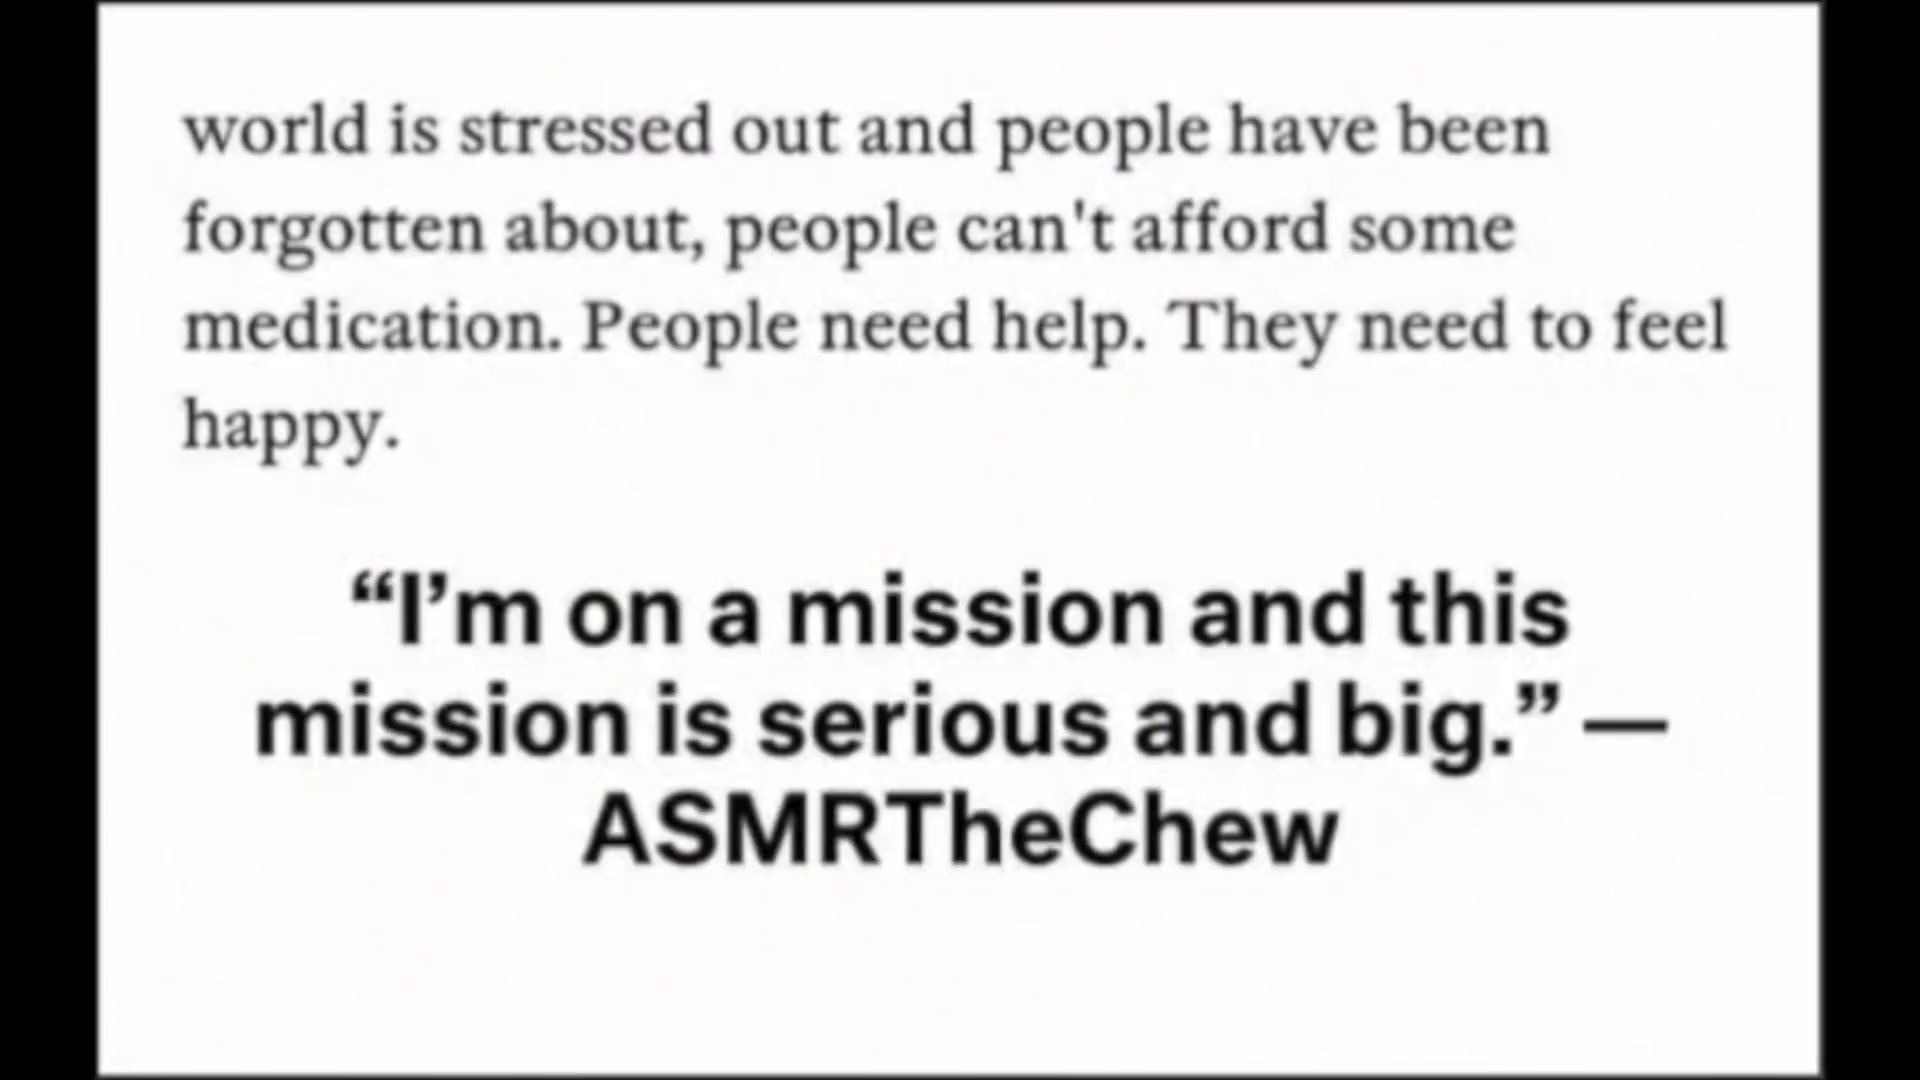 world is stressed out and people have been
forgotten about, people can't afford some
medication. People need help. They need to feel
happy.
“I’m on a mission and this
mission is serious and big.” —
ASMRTheChew